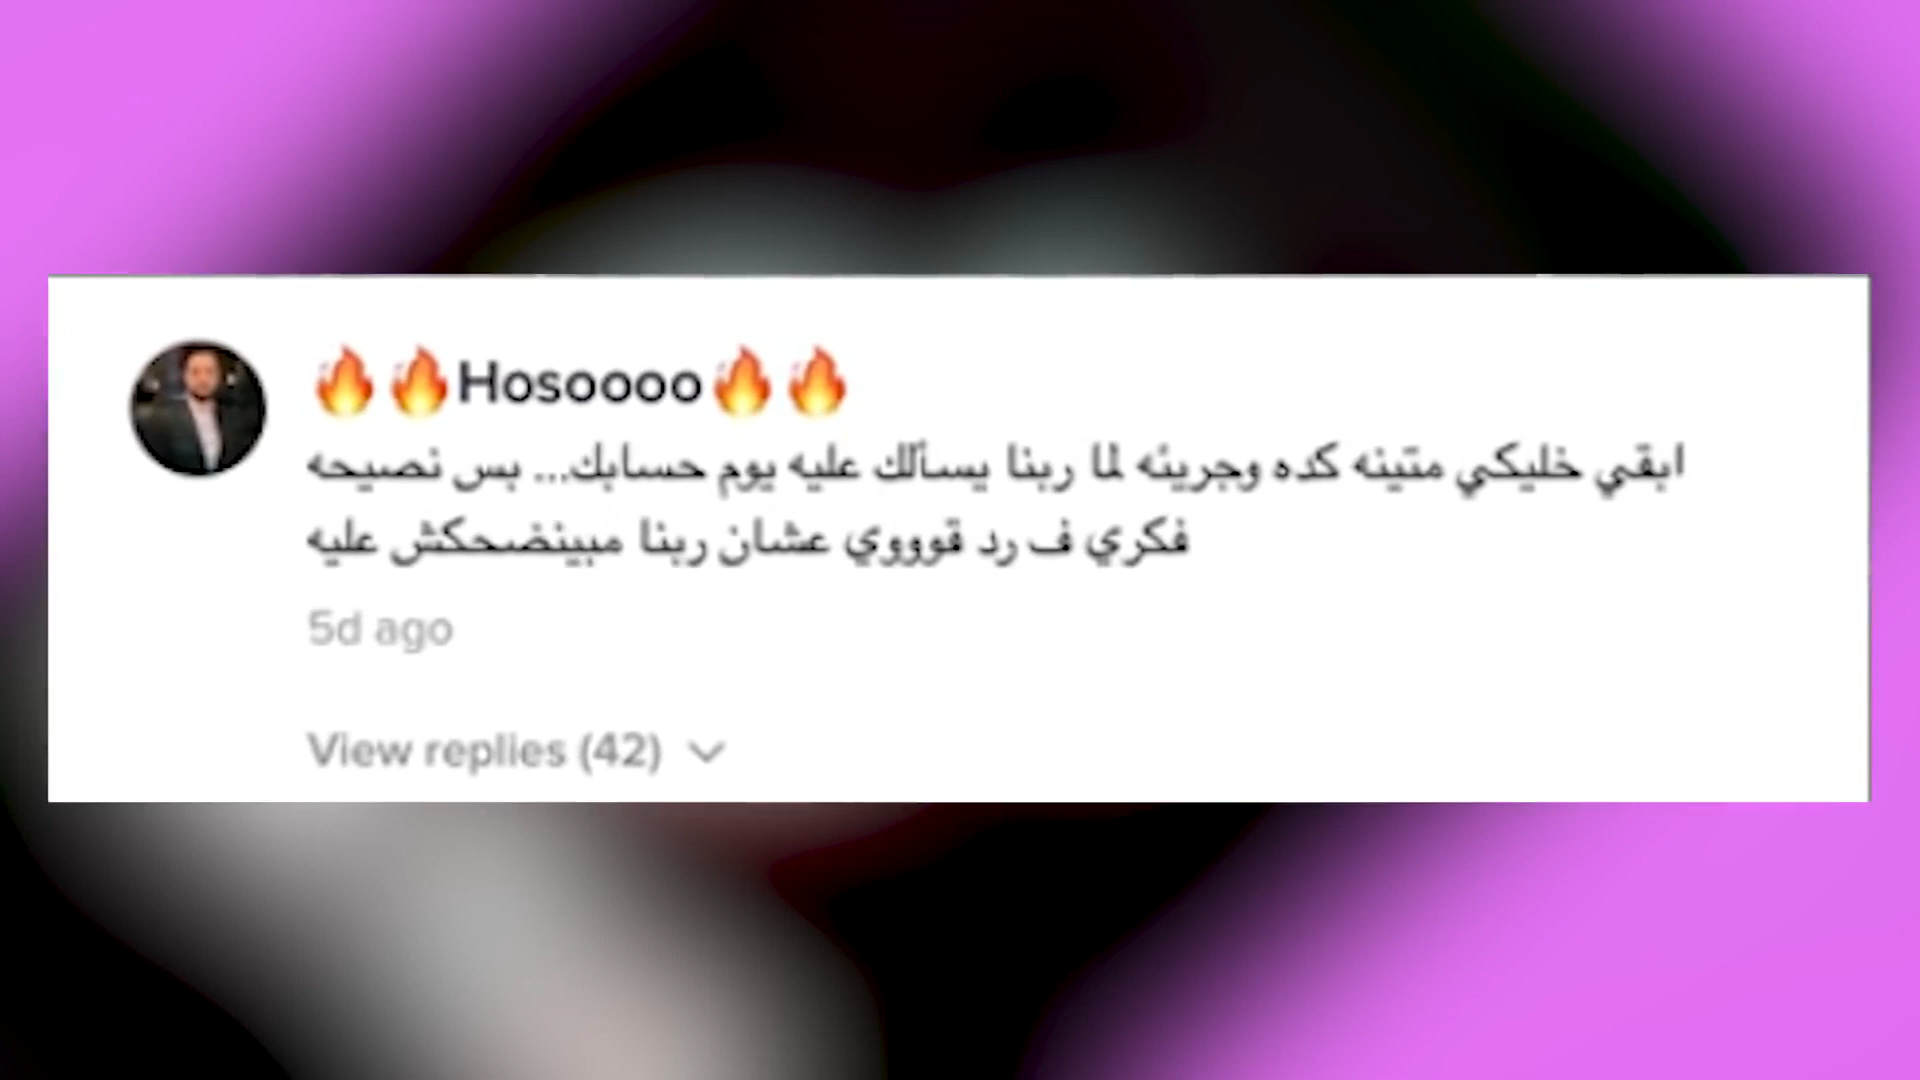 🔥🔥Hosoooo🔥🔥
ابقي خليكي متينه كده وجريئه لما ربنا يسألك عليه يوم حسابك... بس نصيحه
فكري ف رد قوووي عشان ربنا مبينضحكش عليه
5d ago
View replies (42)